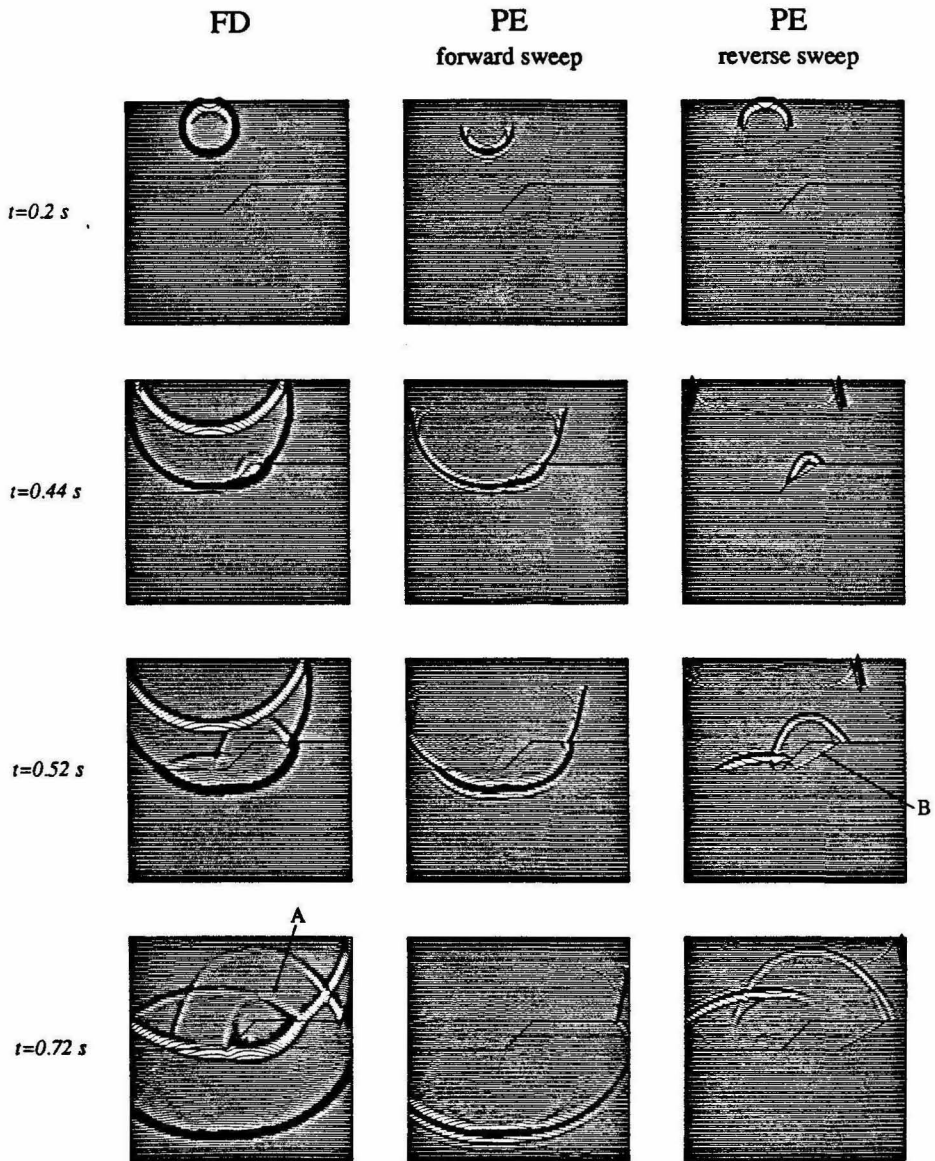 FD PE PE
forward sweep reverse sweep
t=0.2 s
t=0.44 s
t=0.52 s
B
A
t=0.72 s